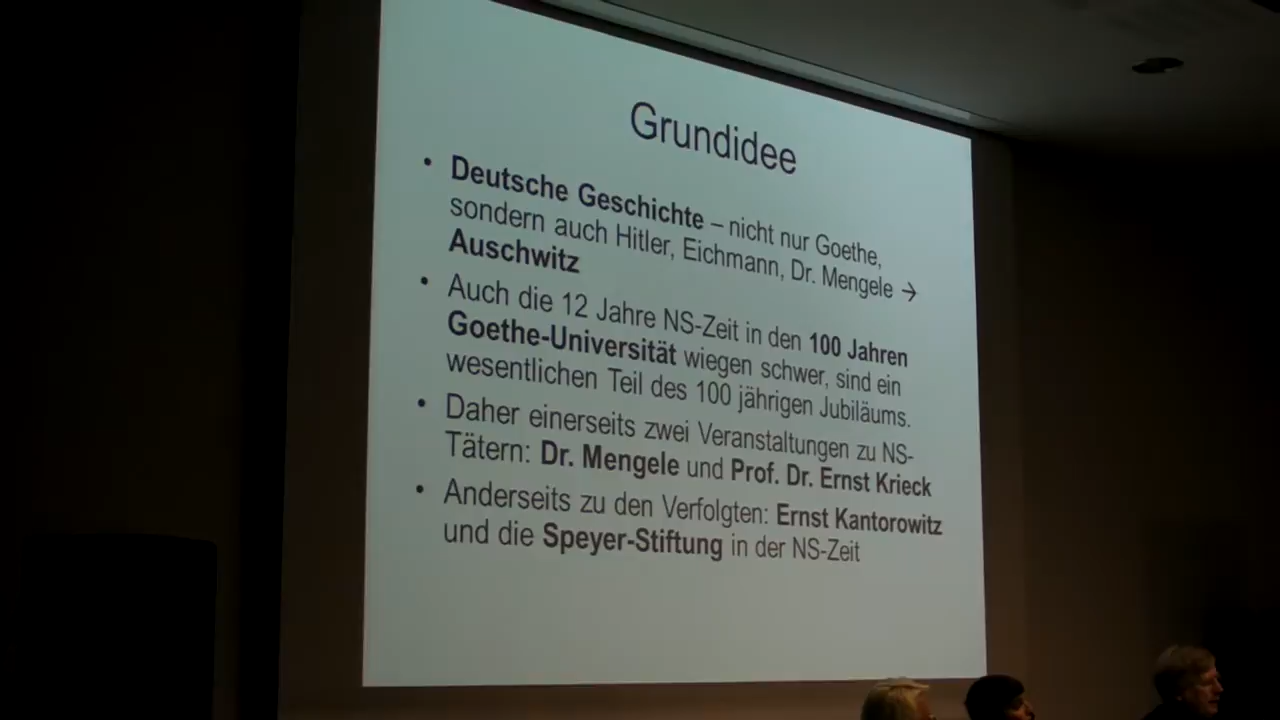 Grundidee
• Deutsche Geschichte – nicht nur Goethe,
sondern auch Hitler, Eichmann, Dr. Mengele →
Auschwitz
• Auch die 12 Jahre NS-Zeit in den 100 Jahren
Goethe-Universität wiegen schwer, sind ein
wesentlichen Teil des 100 jährigen Jubiläums.
• Daher einerseits zwei Veranstaltungen zu NS-
Tätern: Dr. Mengele und Prof. Dr. Ernst Krieck
• Anderseits zu den Verfolgten: Ernst Kantorowitz
und die Speyer-Stiftung in der NS-Zeit